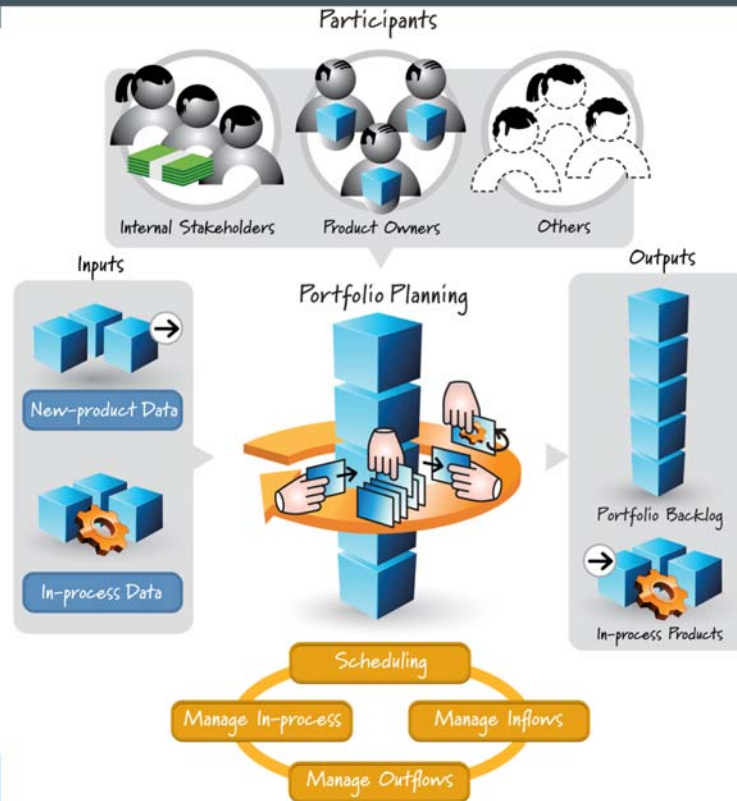 Participants
Internal Stakeholders
Product Owners
Others
Inputs
New-product Data
In-process Data
Portfolio Planning
Outputs
Portfolio Backlog
In-process Products
Scheduling
Manage In-process
Manage Inflows
Manage Outflows